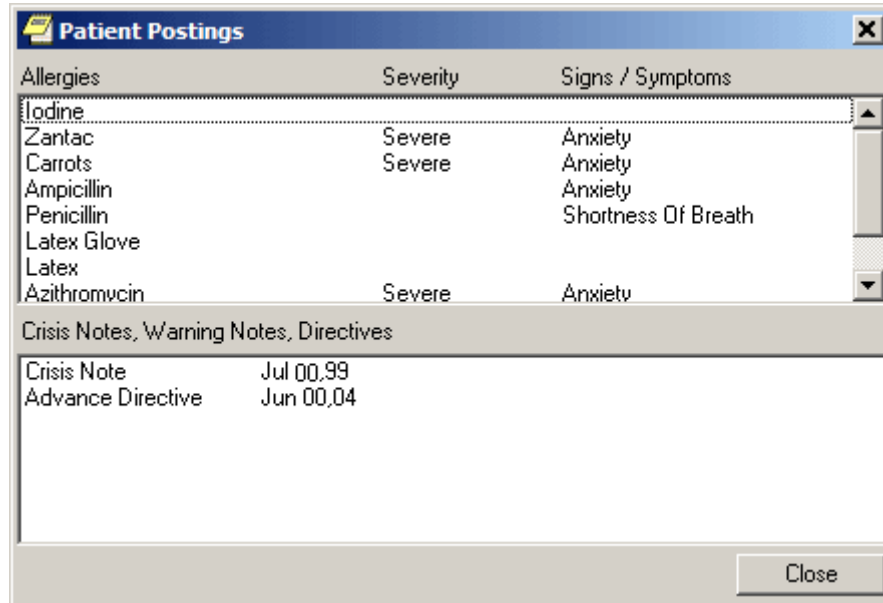 Patient Postings
Allergies Severity Signs / Symptoms
Iodine
Zantac Severe Anxiety
Carrots Severe Anxiety
Ampicillin Anxiety
Penicillin Shortness Of Breath
Latex Glove
Latex
Azithromycin Severe Anxiety
Crisis Notes, Warning Notes, Directives
Crisis Note Jul 00,99
Advance Directive Jun 00,04
Close